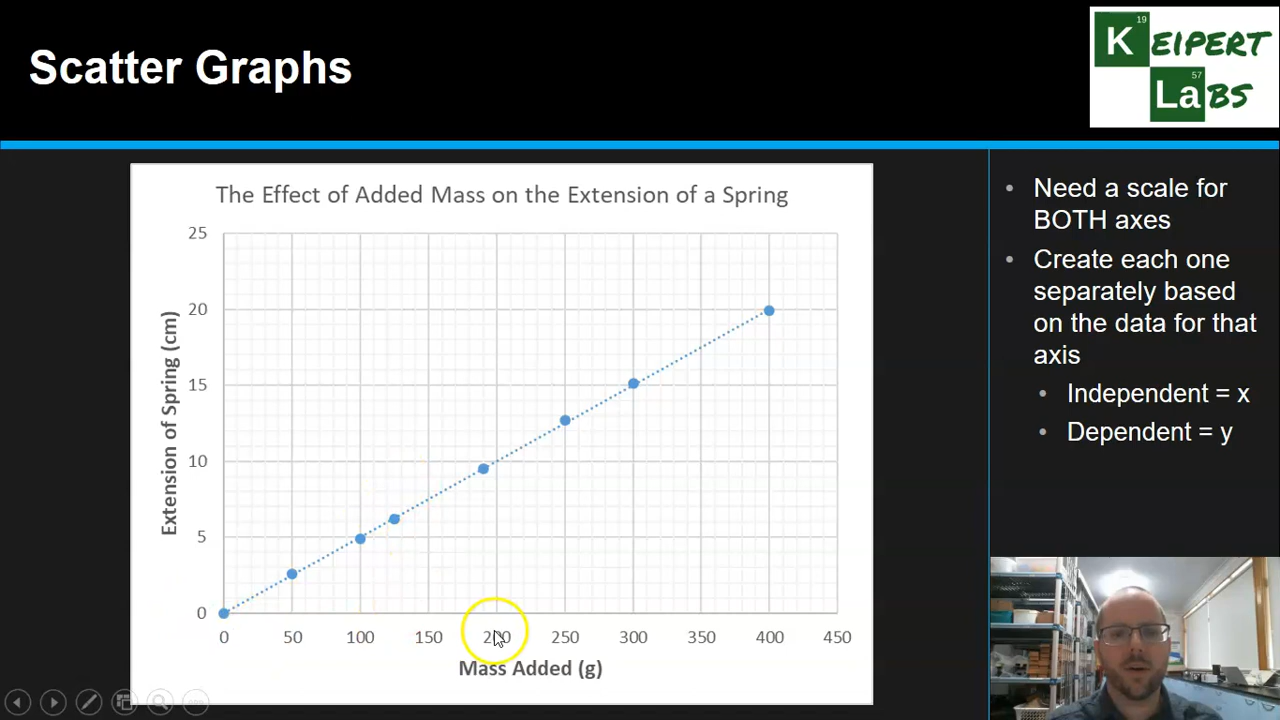 Scatter Graphs
19
K EIPERT
57
La BS
The Effect of Added Mass on the Extension of a Spring
25
20
15
10
5
0
Extension of Spring (cm)
0 50 100 150 200 250 300 350 400 450
Mass Added (g)
• Need a scale for
BOTH axes
• Create each one
separately based
on the data for that
axis
• Independent = x
• Dependent = y